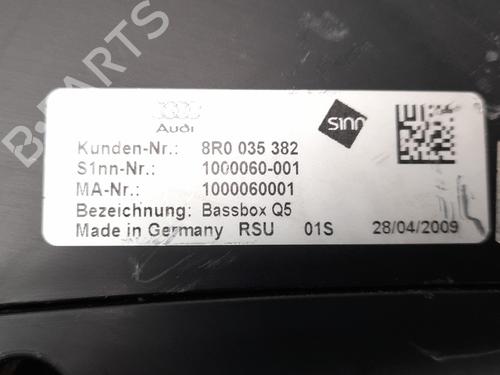 B-PARTS
Audi
S1nn
Kunden-Nr.: 8R0 035 382
S1nn-Nr.: 1000060-001
MA-Nr.: 1000060001
Bezeichnung: Bassbox Q5
Made in Germany RSU 01S 28/04/2009